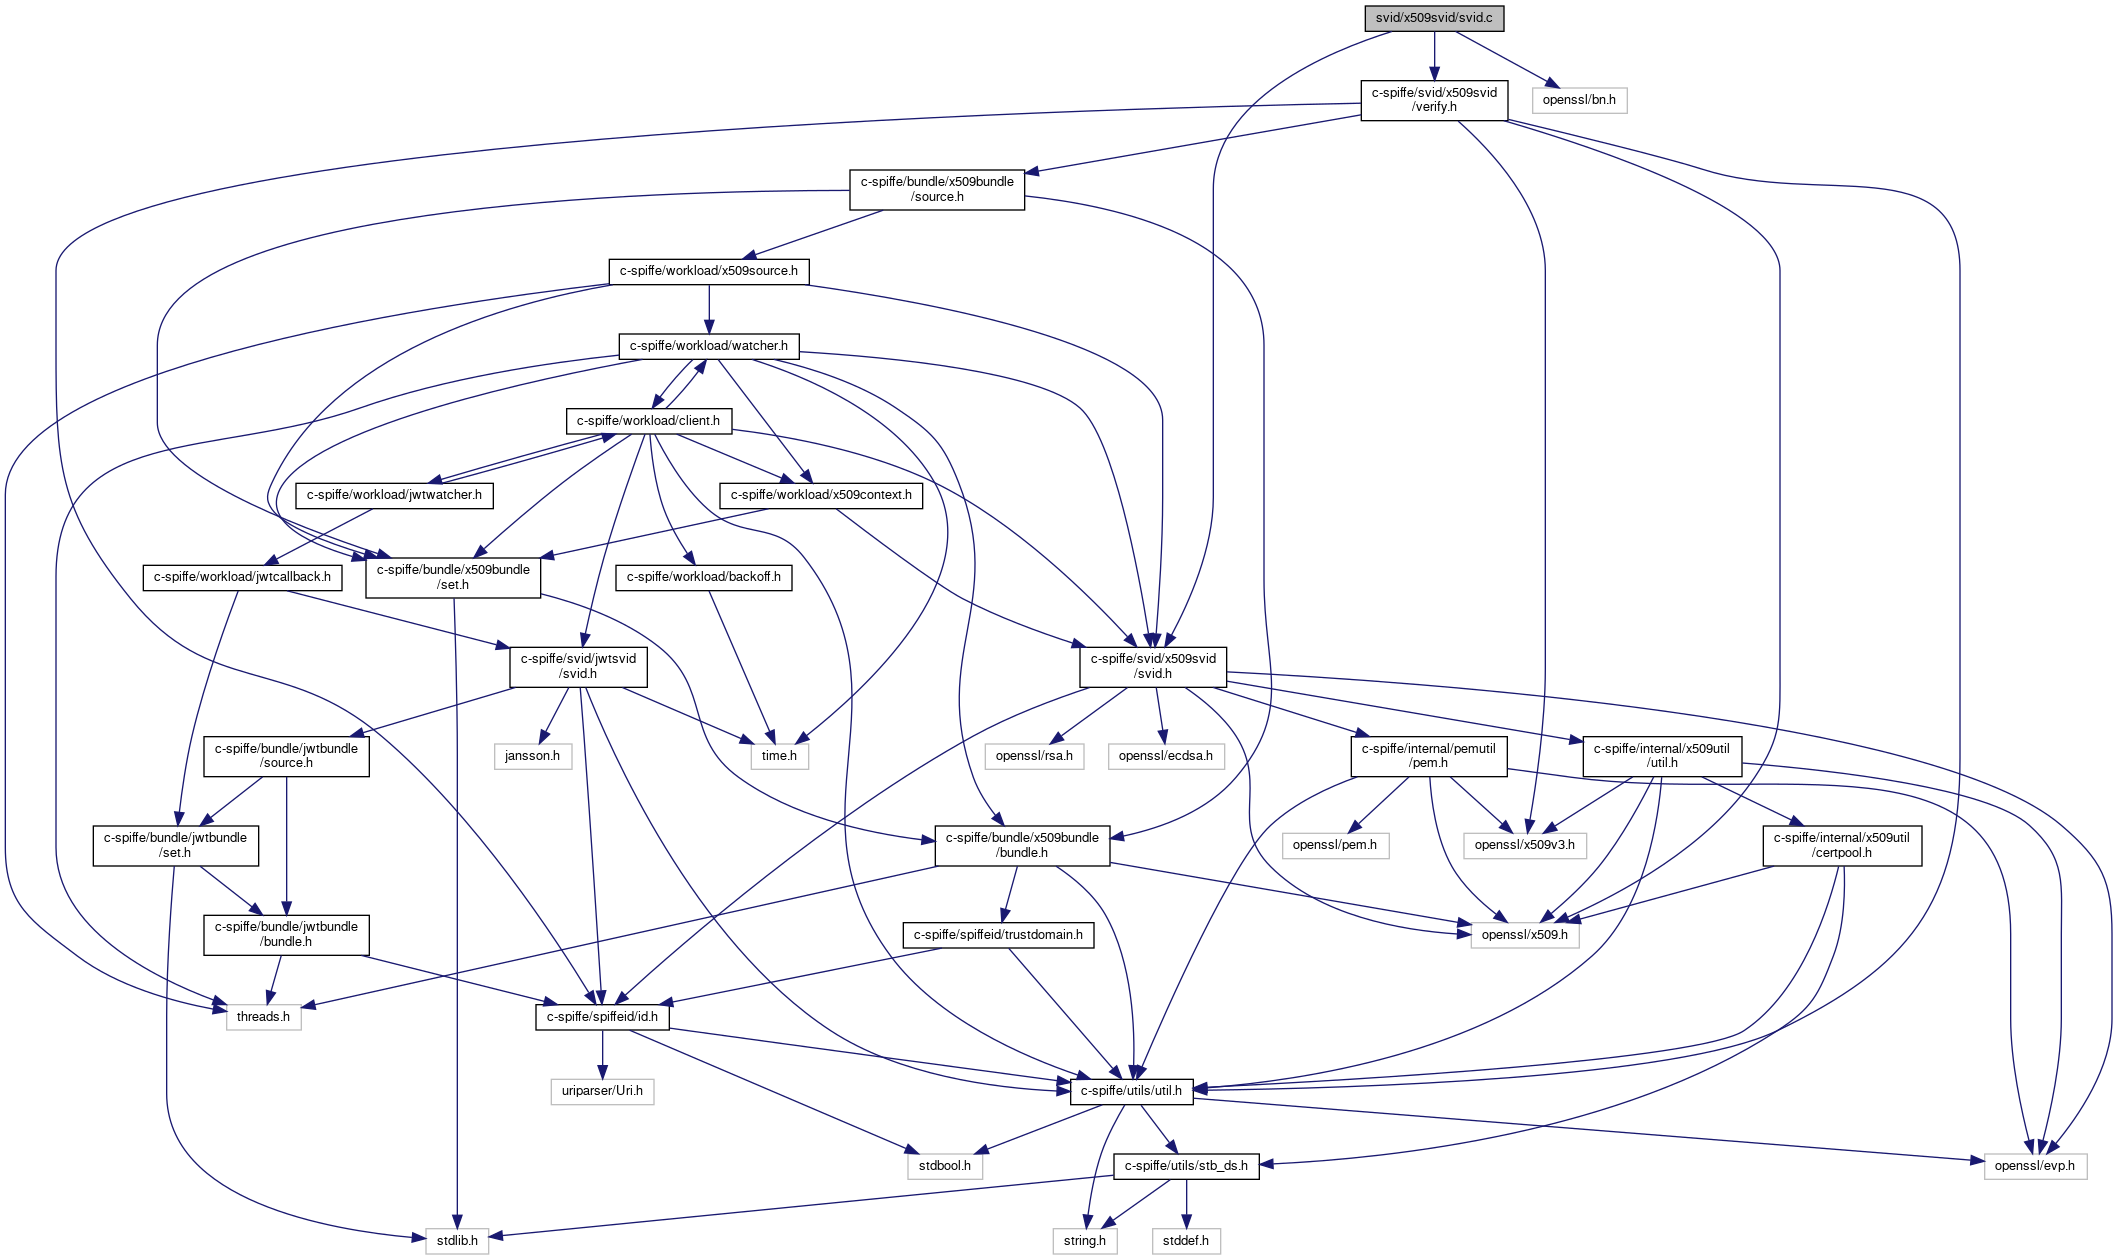 svid/x509svid/svid.c
c-spiffe/svid/x509svid
/verify.h
openssl/bn.h
c-spiffe/bundle/x509bundle
/source.h
c-spiffe/workload/x509source.h
c-spiffe/workload/watcher.h
c-spiffe/workload/client.h
c-spiffe/workload/jwtwatcher.h
c-spiffe/workload/x509context.h
c-spiffe/workload/jwtcallback.h
c-spiffe/bundle/x509bundle
/set.h
c-spiffe/workload/backoff.h
c-spiffe/svid/jwtsvid
/svid.h
c-spiffe/svid/x509svid
/svid.h
c-spiffe/bundle/jwtbundle
/source.h
jansson.h
time.h
openssl/rsa.h
openssl/ecdsa.h
c-spiffe/internal/pemutil
/pem.h
c-spiffe/internal/x509util
/util.h
c-spiffe/bundle/jwtbundle
/set.h
c-spiffe/bundle/x509bundle
/bundle.h
openssl/pem.h
openssl/x509v3.h
c-spiffe/internal/x509util
/certpool.h
c-spiffe/bundle/jwtbundle
/bundle.h
c-spiffe/spiffeid/trustdomain.h
openssl/x509.h
threads.h
c-spiffe/spiffeid/id.h
uriparser/Uri.h
c-spiffe/utils/util.h
stdbool.h
c-spiffe/utils/stb_ds.h
openssl/evp.h
stdlib.h
string.h
stddef.h